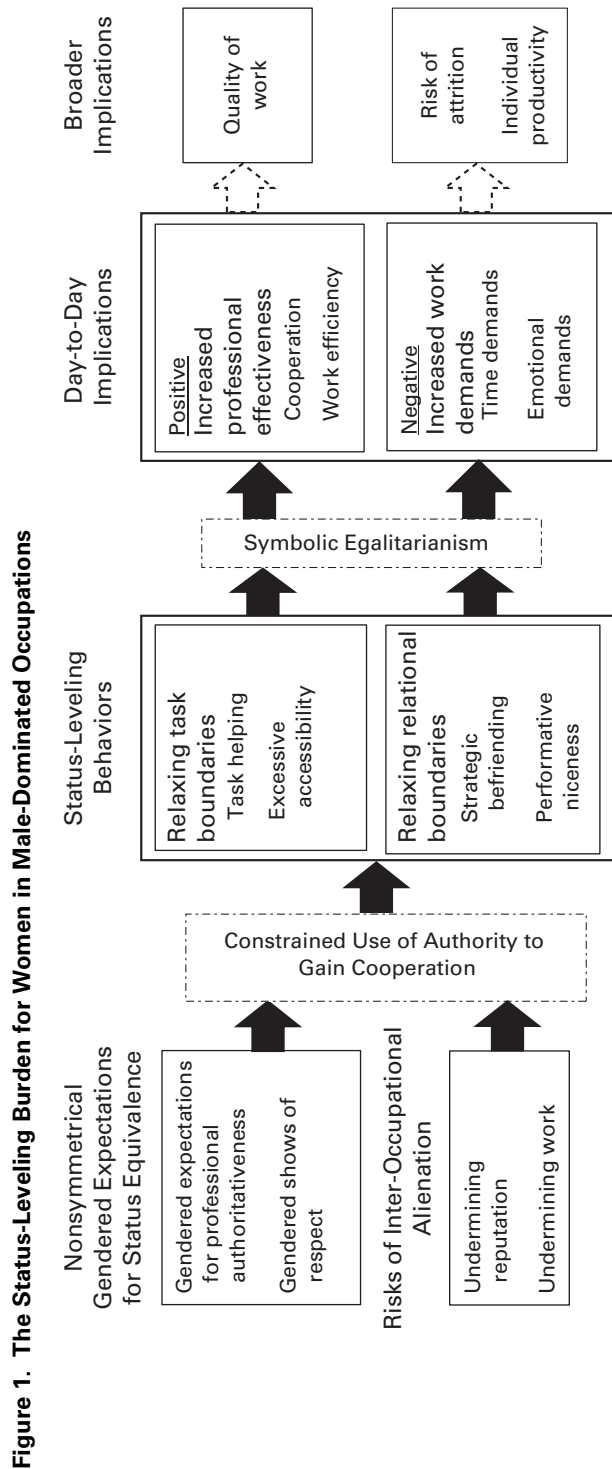 Figure 1. The Status-Leveling Burden for Women in Male-Dominated Occupations
Nonsymmetrical
Gendered Expectations
for Status Equivalence
Gendered expectations
for professional
authoritativeness
Gendered shows of
respect
Risks of Inter-Occupational
Alienation
Undermining
reputation
Undermining work
Constrained Use of Authority to
Gain Cooperation
Status-Leveling
Behaviors
Relaxing task
boundaries
Task helping
Excessive
accessibility
Relaxing relational
boundaries
Strategic
befriending
Performative
niceness
Symbolic Egalitarianism
Day-to-Day
Implications
Positive
Increased
professional
effectiveness
Cooperation
Work efficiency
Negative
Increased work
demands
Time demands
Emotional
demands
Broader
Implications
Quality of
work
Risk of
attrition
Individual
productivity